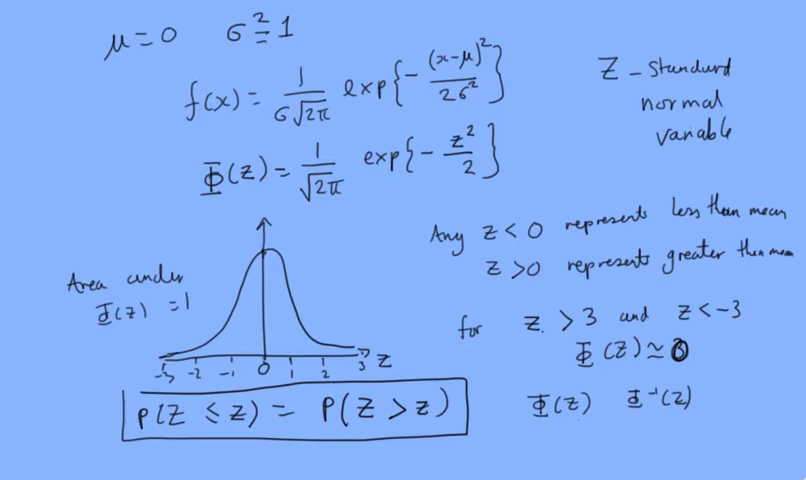 μ = 0 σ² = 1
f(x) = 1/(σ√2π) exp{-(x-μ)²/2σ²}
Φ(z) = 1/√2π exp{-z²/2}
Z - standard
normal
variable
Any z < 0 represents less than mean
z > 0 represents greater then mean
Area under
Φ(z) = 1
-3 -2 -1 0 1 2 3 Z
for z > 3 and z < -3
Φ(z) ≃ 0
P(Z ≤ z) = P(Z > z)
Φ(z) Φ⁻¹(z)